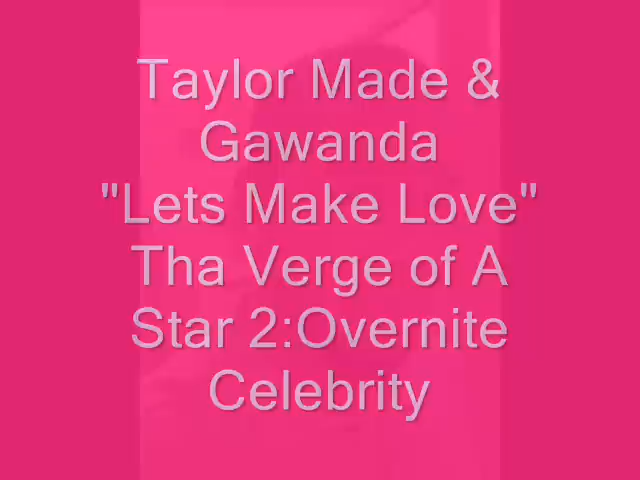 Taylor Made &
Gawanda
"Lets Make Love"
Tha Verge of A
Star 2:Overnite
Celebrity